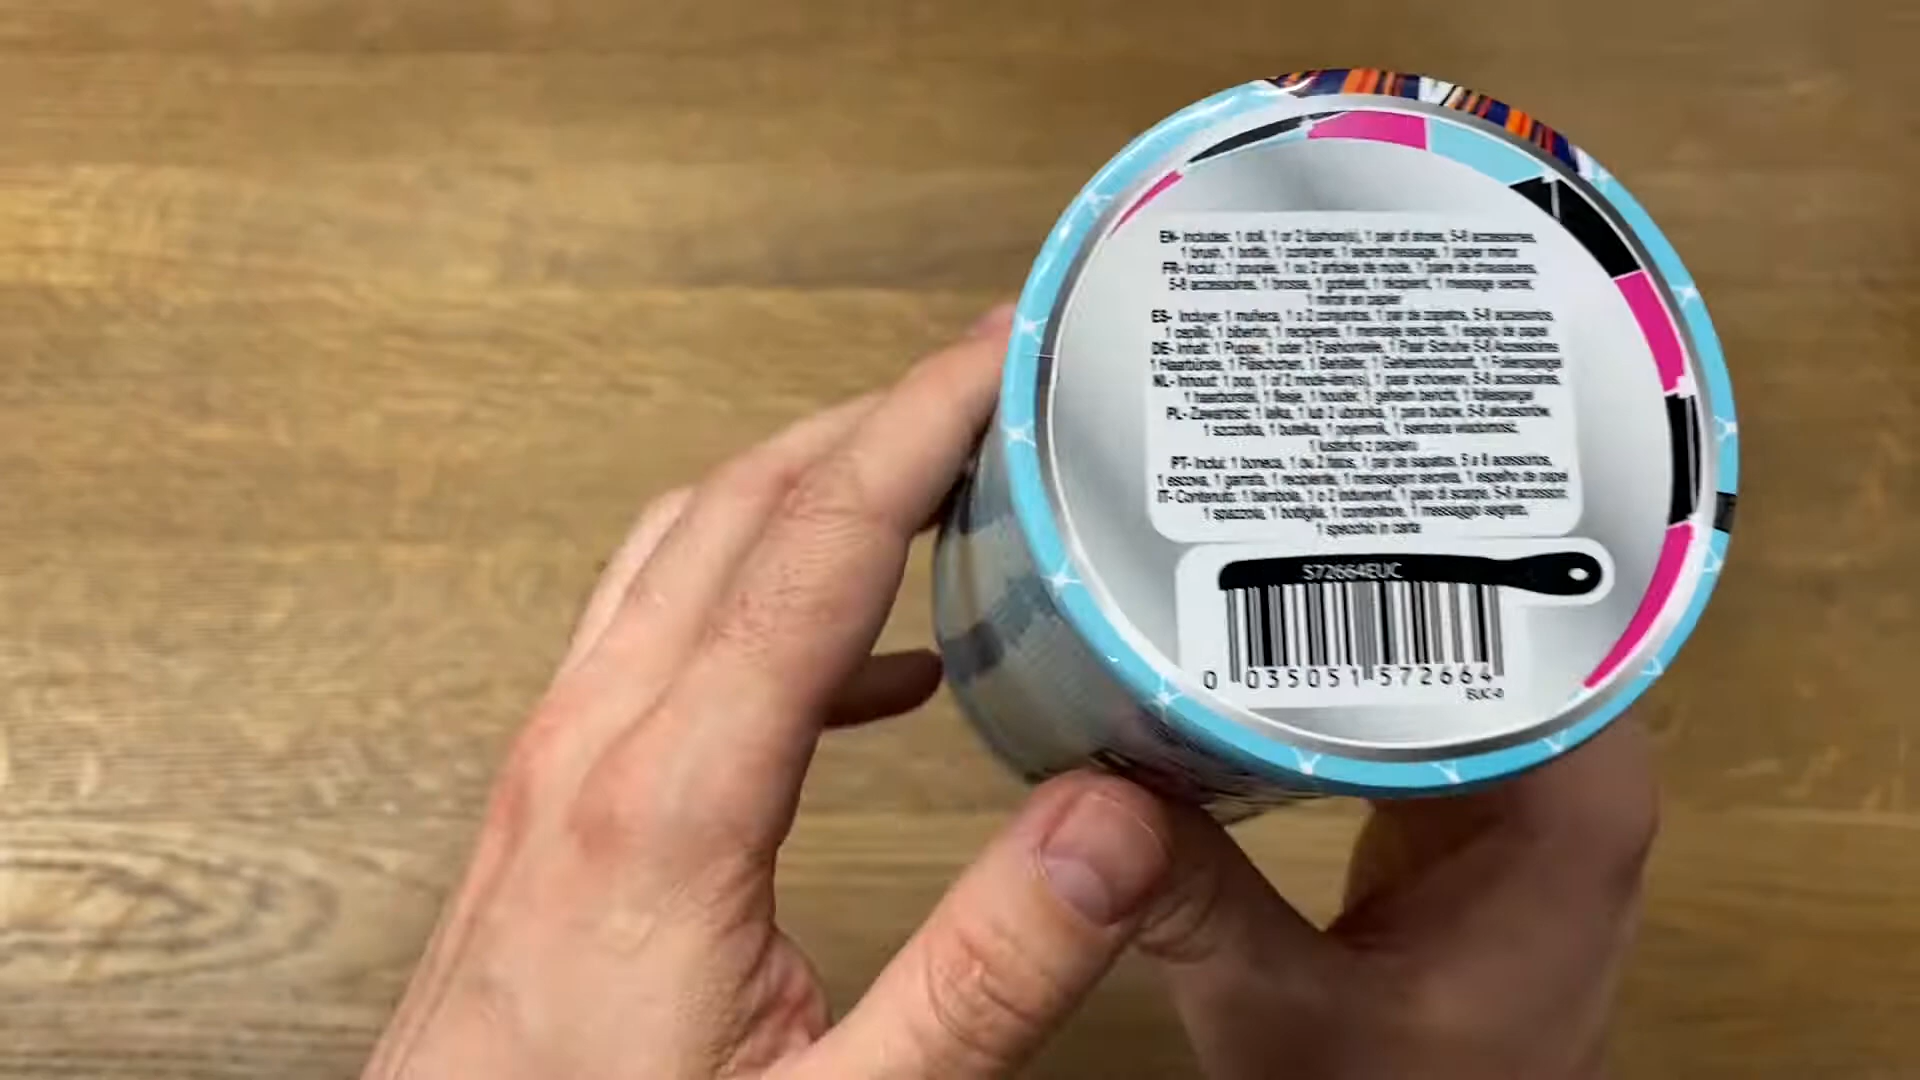 EN- Includes: 1 doll, 1 or 2 fashion(s), 1 pair of shoes, 5-8 accessories,
1 brush, 1 bottle, 1 container, 1 secret message, 1 paper mirror
FR- Inclut : 1 poupée, 1 ou 2 articles de mode, 1 paire de chaussures,
5-8 accessoires, 1 brosse, 1 gobelet, 1 récipient, 1 message secret,
1 miroir en papier
ES- Incluye: 1 muñeca, 1 o 2 conjuntos, 1 par de zapatos, 5-8 accesorios,
1 cepillo, 1 biberón, 1 recipiente, 1 mensaje secreto, 1 espejo de papel
DE- Inhalt: 1 Puppe, 1 oder 2 Fashionteile, 1 Paar Schuhe 5-8 Accessoires
1 Haarbürste, 1 Fläschchen, 1 Behälter, 1 Geheimbotschaft, 1 Folienspiegel
NL- Inhoud: 1 pop, 1 of 2 mode-item(s), 1 paar schoenen, 5-8 accessoires,
1 haarborstel, 1 flesje, 1 houder, 1 geheim bericht, 1 foliespiegel
PL- Zawartość: 1 lalka, 1 lub 2 ubranka, 1 para butów, 5-8 akcesoriów,
1 szczotka, 1 butelka, 1 pojemnik, 1 sekretna wiadomość,
1 lusterko z papieru
PT- Inclui: 1 boneca, 1 ou 2 fatos, 1 par de sapatos, 5 a 8 acessórios,
1 escova, 1 garrafa, 1 recipiente, 1 mensagem secreta, 1 espelho de papel
IT- Contenuto: 1 bambola, 1 o 2 indumenti, 1 paio di scarpe, 5-8 accessori,
1 spazzola, 1 bottiglia, 1 contenitore, 1 messaggio segreto,
1 specchio in carta
572664EUC
0 035051 572664
EUC-0